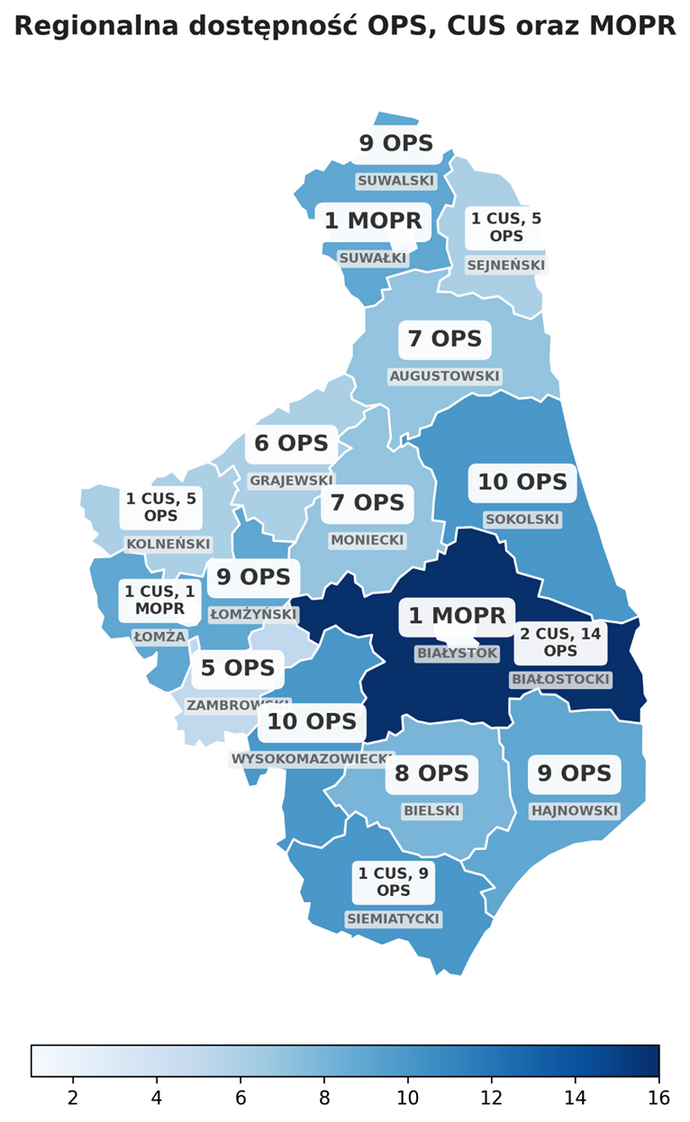 Regionalna dostępność OPS, CUS oraz MOPR
9 OPS
SUWALSKI
1 MOPR
SUWAŁKI
1 CUS, 5
OPS
SEJNEŃSKI
7 OPS
AUGUSTOWSKI
6 OPS
GRAJEWSKI
10 OPS
SOKOLSKI
1 CUS, 5
OPS
KOLNEŃSKI
7 OPS
MONIECKI
9 OPS
ŁOMŻYŃSKI
1 CUS, 1
MOPR
ŁOMŻA
1 MOPR
BIAŁYSTOK
2 CUS, 14
OPS
BIAŁOSTOCKI
5 OPS
ZAMBROWSKI
10 OPS
WYSOKOMAZOWIECKI
8 OPS
BIELSKI
9 OPS
HAJNOWSKI
1 CUS, 9
OPS
SIEMIATYCKI
2 4 6 8 10 12 14 16